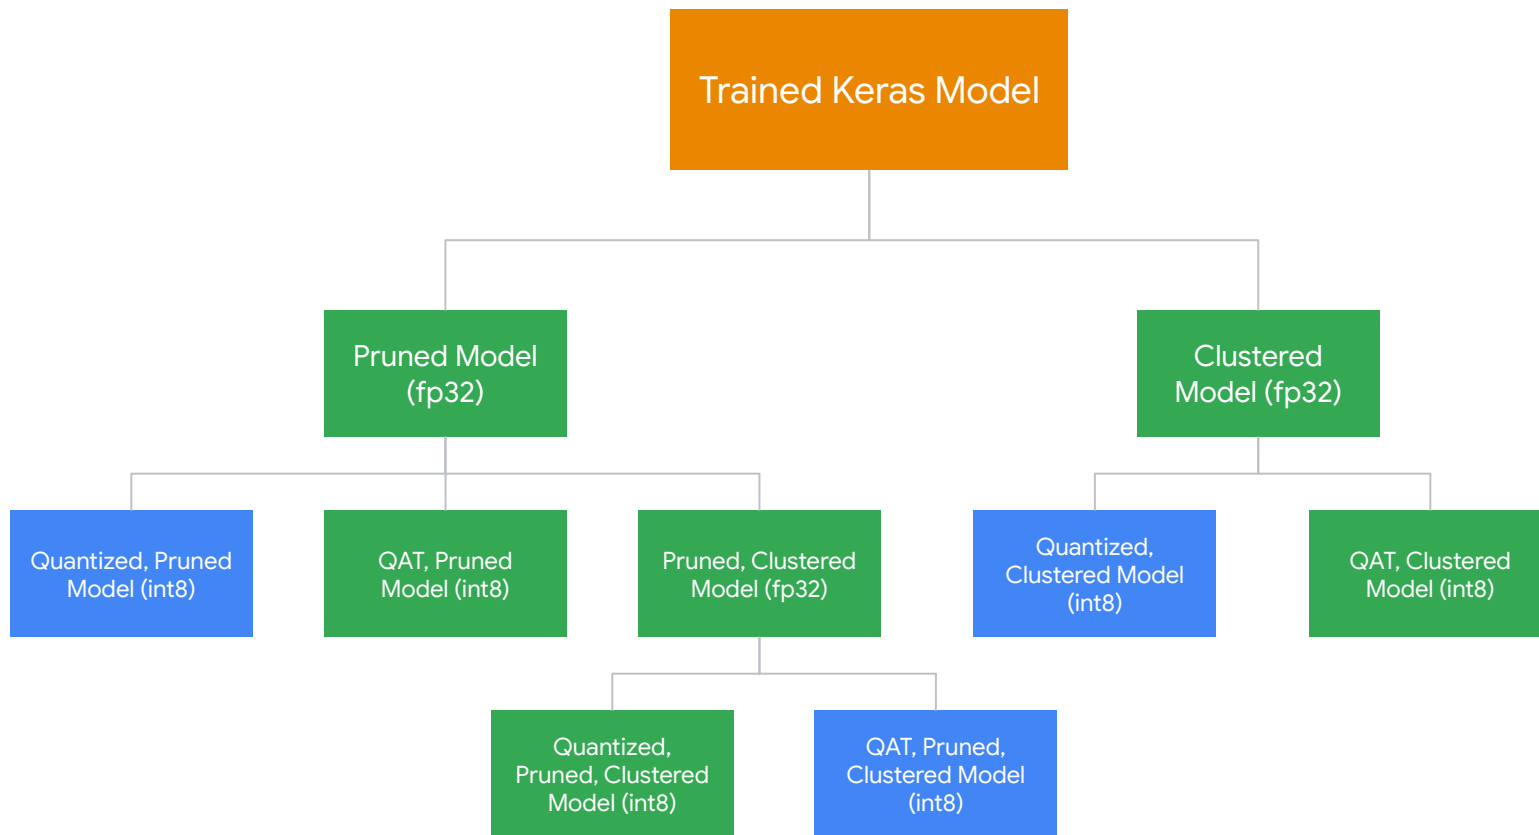 Trained Keras Model
Pruned Model
(fp32)
Clustered
Model (fp32)
Quantized, Pruned
Model (int8)
QAT, Pruned
Model (int8)
Pruned, Clustered
Model (fp32)
Quantized,
Clustered Model
(int8)
QAT, Clustered
Model (int8)
Quantized,
Pruned, Clustered
Model (int8)
QAT, Pruned,
Clustered Model
(int8)